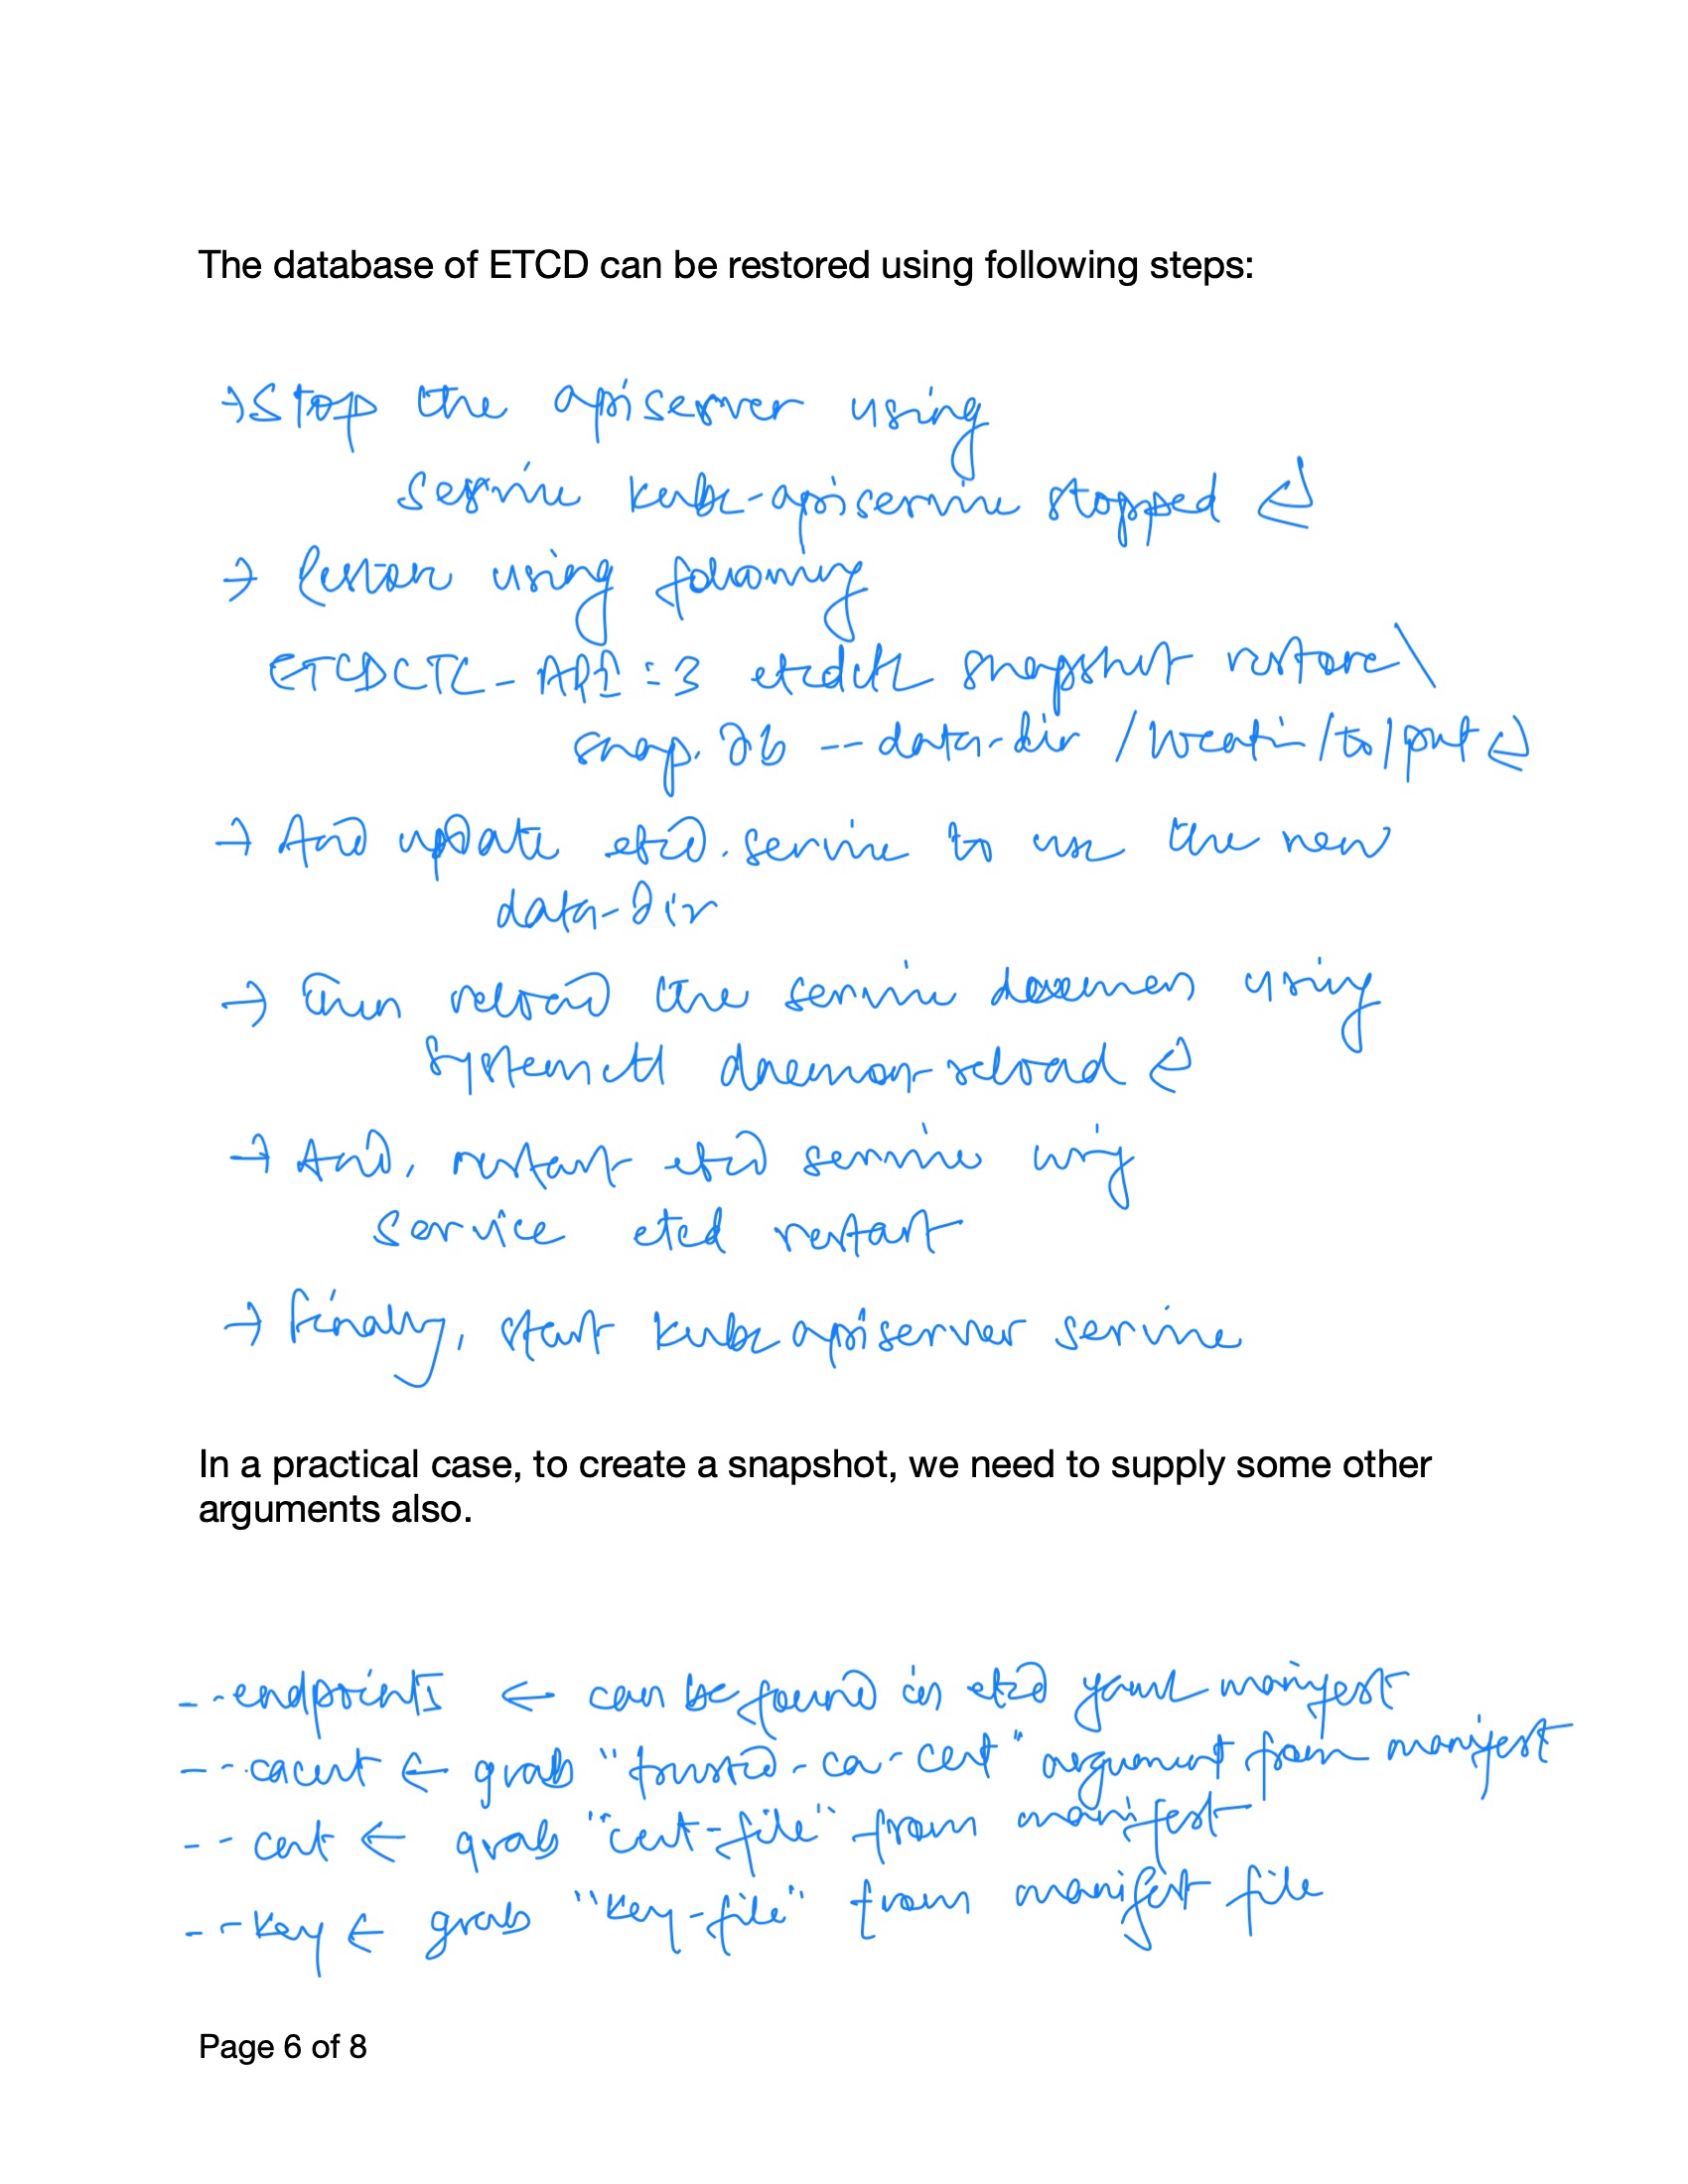 The database of ETCD can be restored using following steps:
→ Stop the apiserver using
service kube-apiservice stopped ↵
→ Restore using following
ETCDCTL_API=3 etcdctl snapshot restore \
snap.db --data-dir /location/to/put ↵
→ And update etcd.service to use the new
data-dir
→ Then reload the service daemon using
systemctl daemon-reload ↵
→ And, restart etcd service using
service etcd restart
→ Finally, start kube apiserver service
In a practical case, to create a snapshot, we need to supply some other
arguments also.
--endpoints ← can be found in etcd yaml manifest
--cacert ← grab "trusted-ca-cert" argument from manifest
--cert ← grab "cert-file" from manifest
--key ← grab "key-file" from manifest file
Page 6 of 8